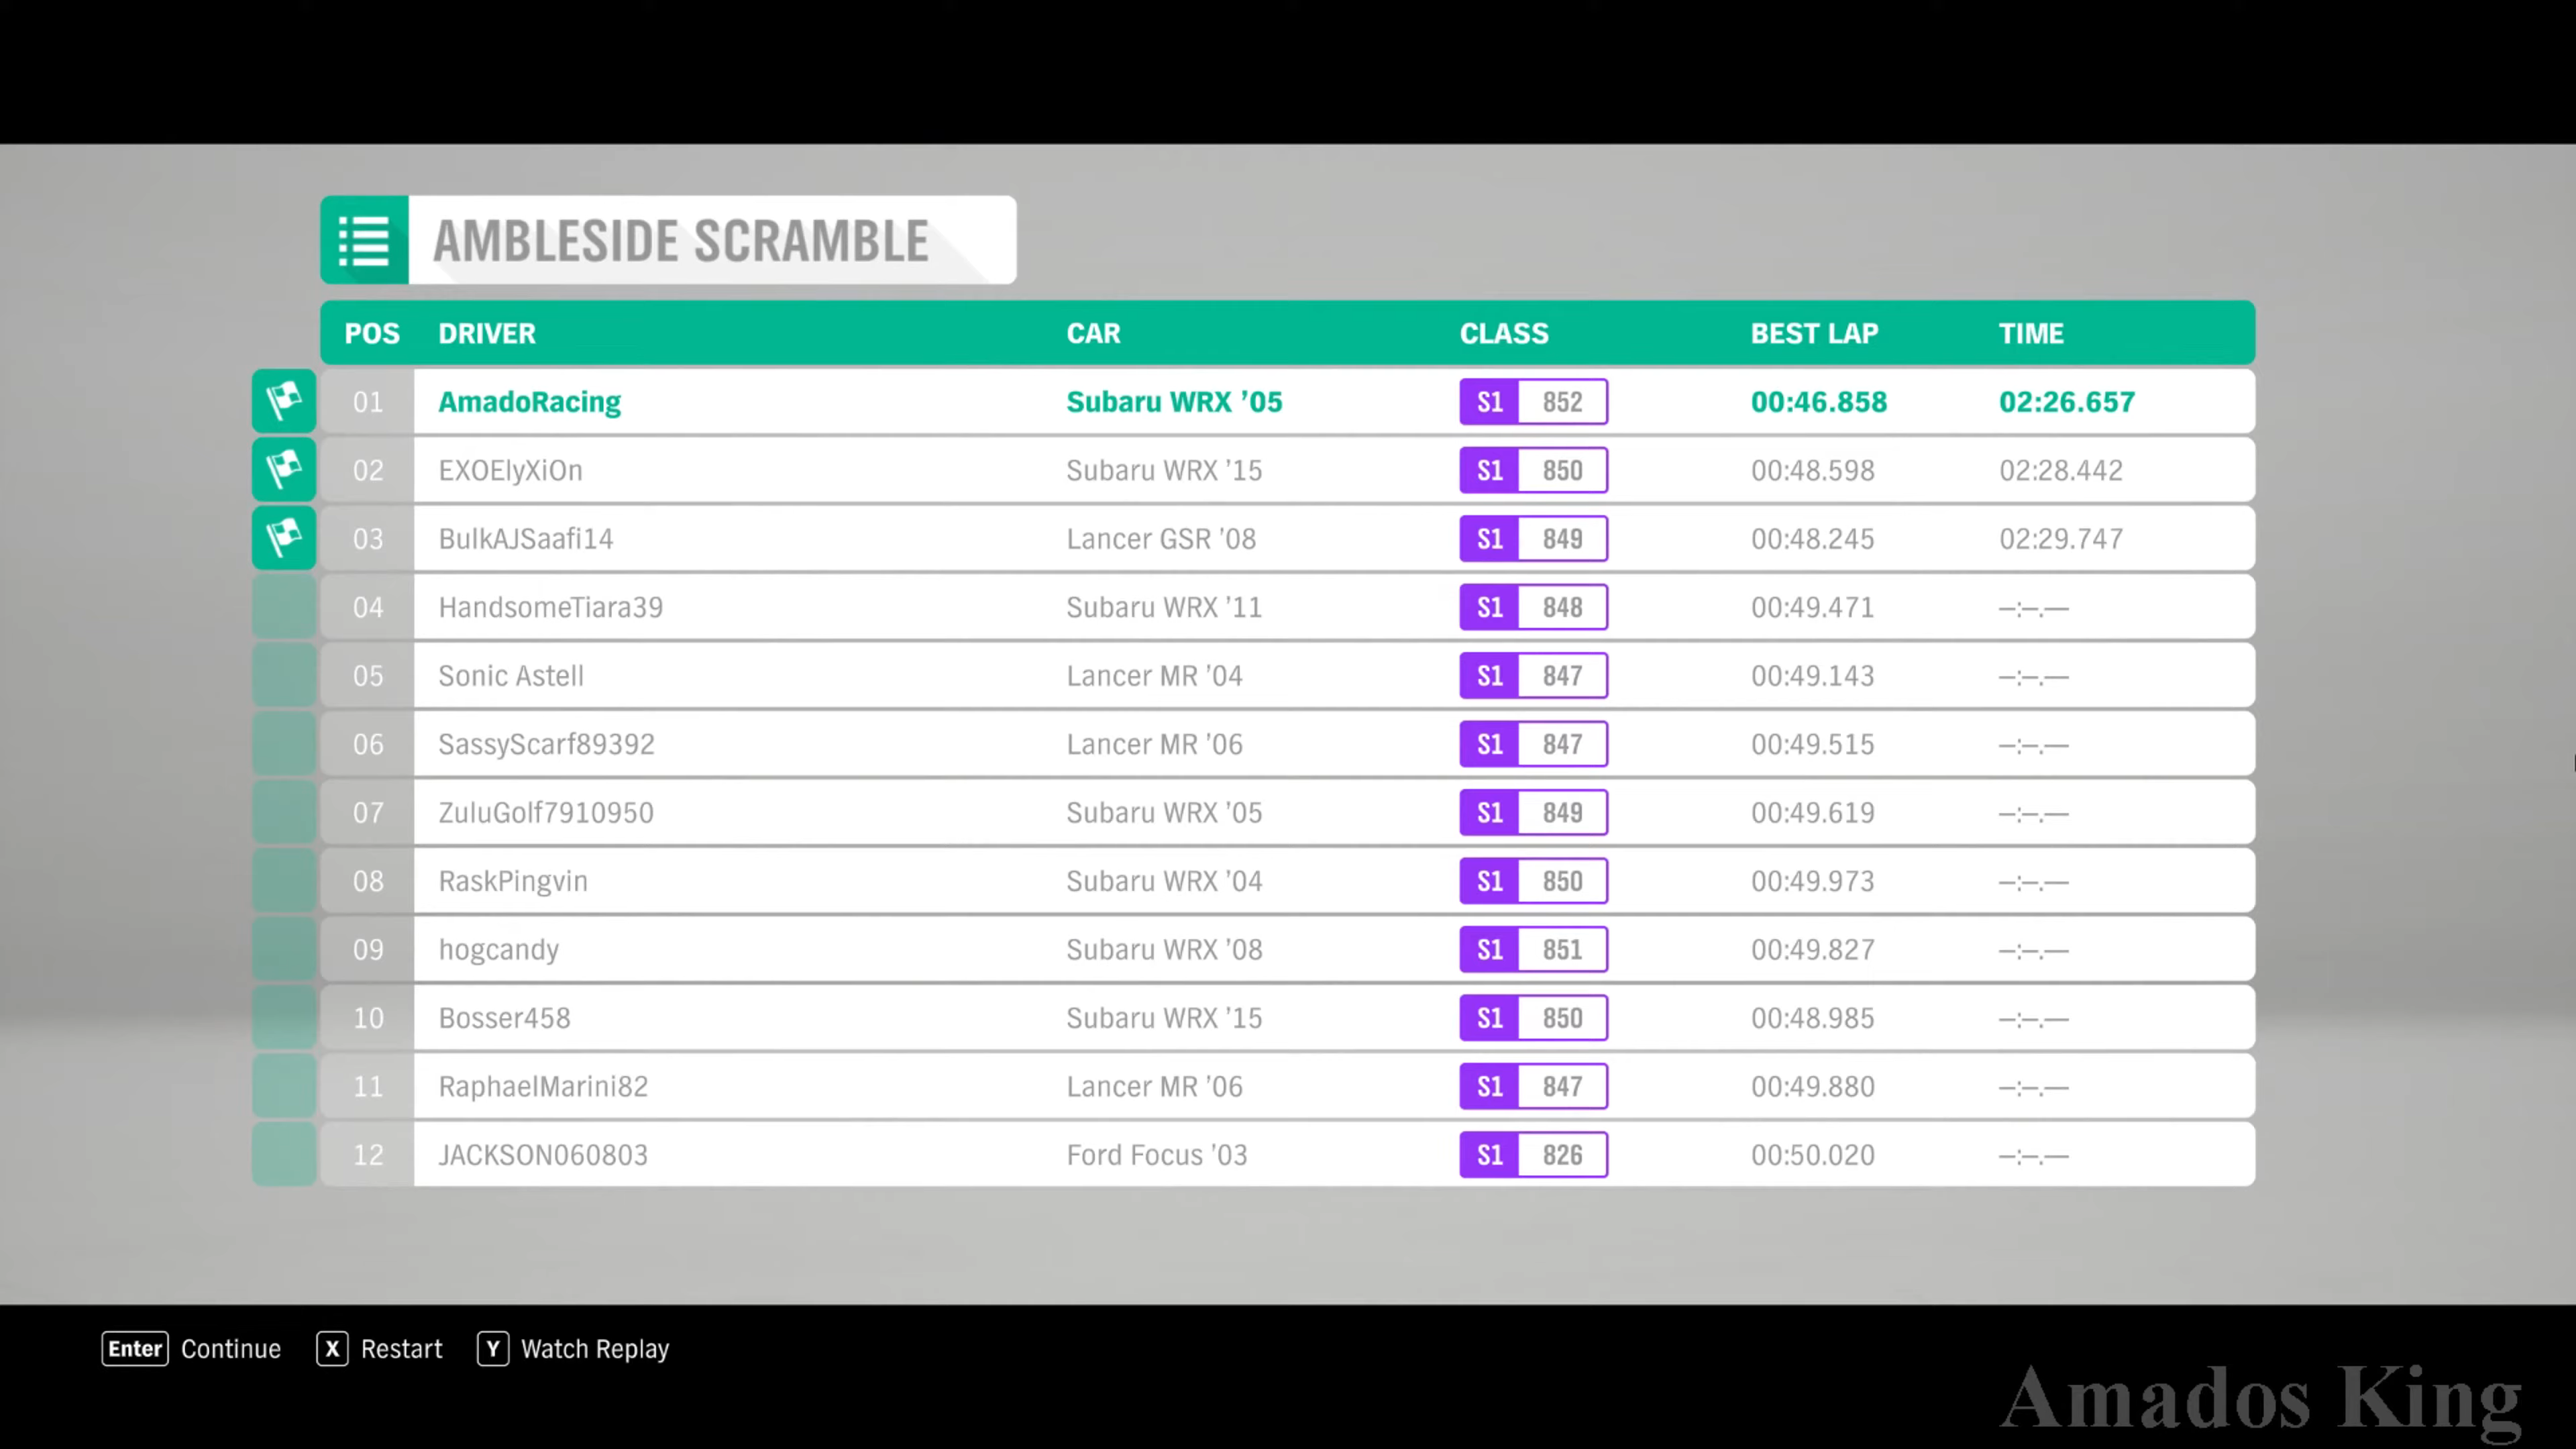 AMBLESIDE SCRAMBLE
POS DRIVER CAR CLASS BEST LAP TIME
01 AmadoRacing Subaru WRX ’05 S1 852 00:46.858 02:26.657
02 EXOElyXiOn Subaru WRX ’15 S1 850 00:48.598 02:28.442
03 BulkAJSaafi14 Lancer GSR ’08 S1 849 00:48.245 02:29.747
04 HandsomeTiara39 Subaru WRX ’11 S1 848 00:49.471 –:–.—
05 Sonic Astell Lancer MR ’04 S1 847 00:49.143 –:–.—
06 SassyScarf89392 Lancer MR ’06 S1 847 00:49.515 –:–.—
07 ZuluGolf7910950 Subaru WRX ’05 S1 849 00:49.619 –:–.—
08 RaskPingvin Subaru WRX ’04 S1 850 00:49.973 –:–.—
09 hogcandy Subaru WRX ’08 S1 851 00:49.827 –:–.—
10 Bosser458 Subaru WRX ’15 S1 850 00:48.985 –:–.—
11 RaphaelMarini82 Lancer MR ’06 S1 847 00:49.880 –:–.—
12 JACKSON060803 Ford Focus ’03 S1 826 00:50.020 –:–.—
Enter Continue X Restart Y Watch Replay
Amados King